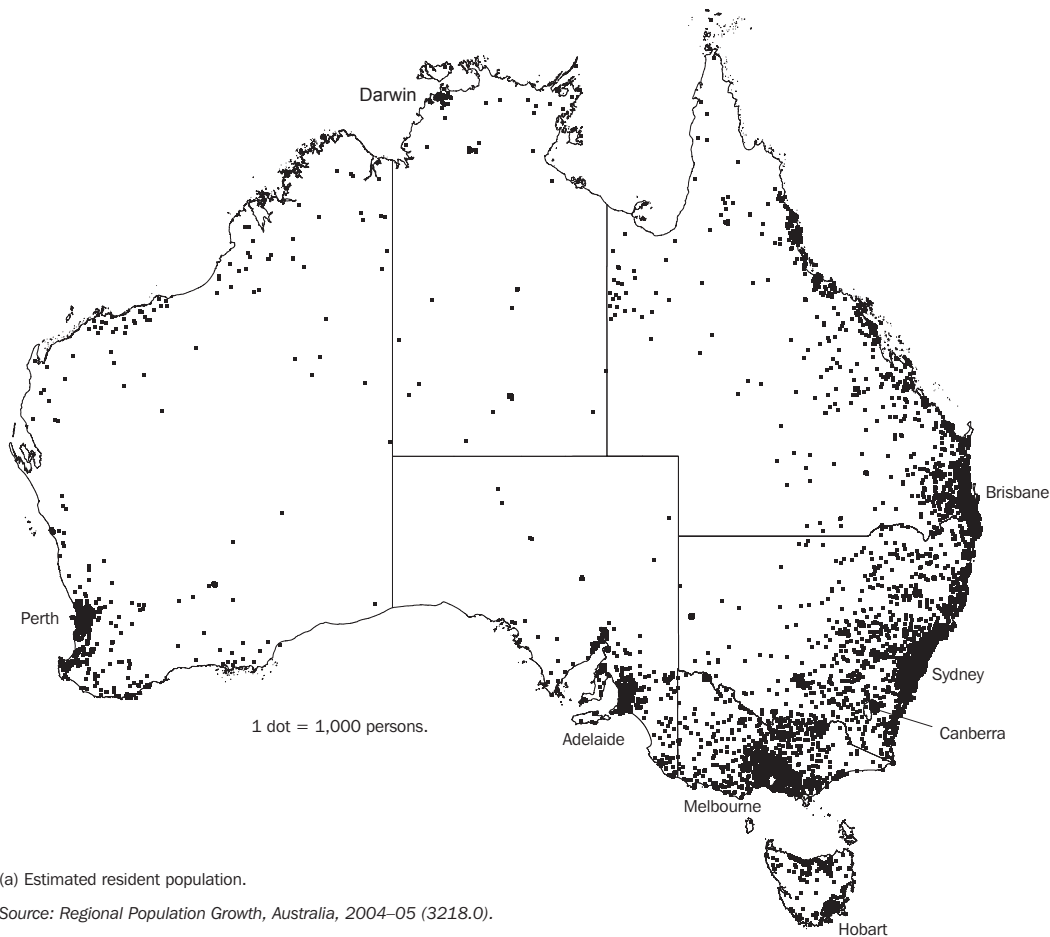 Darwin
Brisbane
Perth
Sydney
1 dot = 1,000 persons.
Canberra
Adelaide
Melbourne
(a) Estimated resident population.
Source: Regional Population Growth, Australia, 2004–05 (3218.0).
Hobart